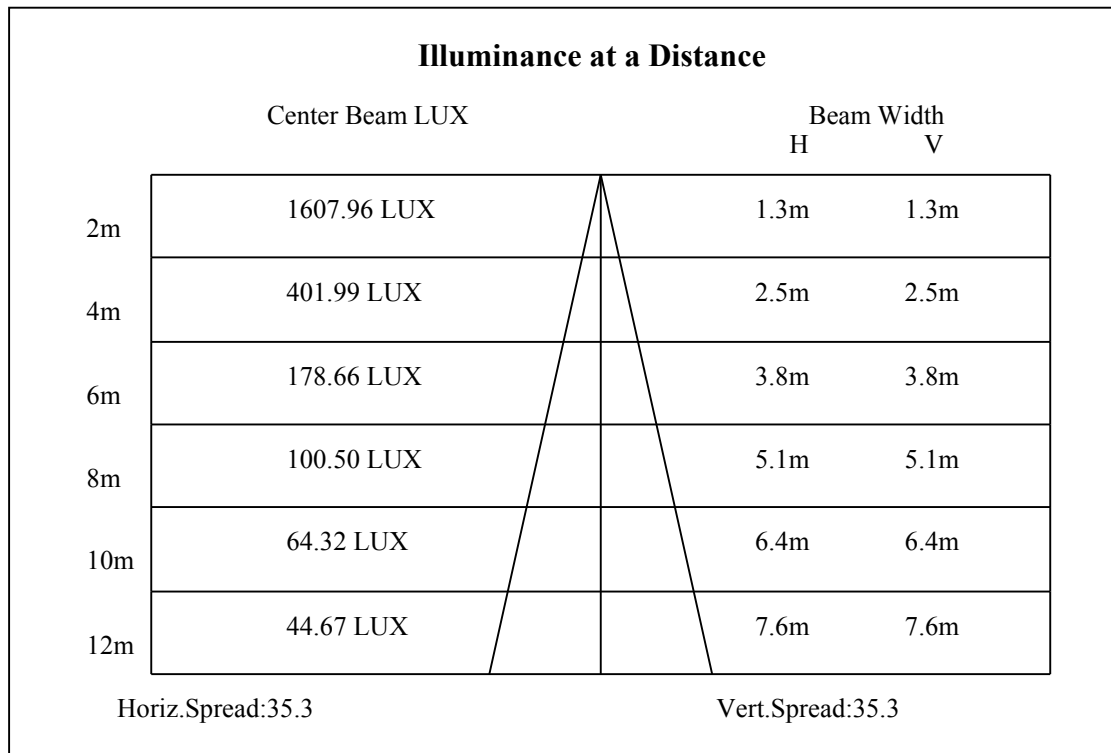 Illuminance at a Distance
Center Beam LUX Beam Width
H V
2m 1607.96 LUX 1.3m 1.3m
4m 401.99 LUX 2.5m 2.5m
6m 178.66 LUX 3.8m 3.8m
8m 100.50 LUX 5.1m 5.1m
10m 64.32 LUX 6.4m 6.4m
12m 44.67 LUX 7.6m 7.6m
Horiz.Spread:35.3 Vert.Spread:35.3